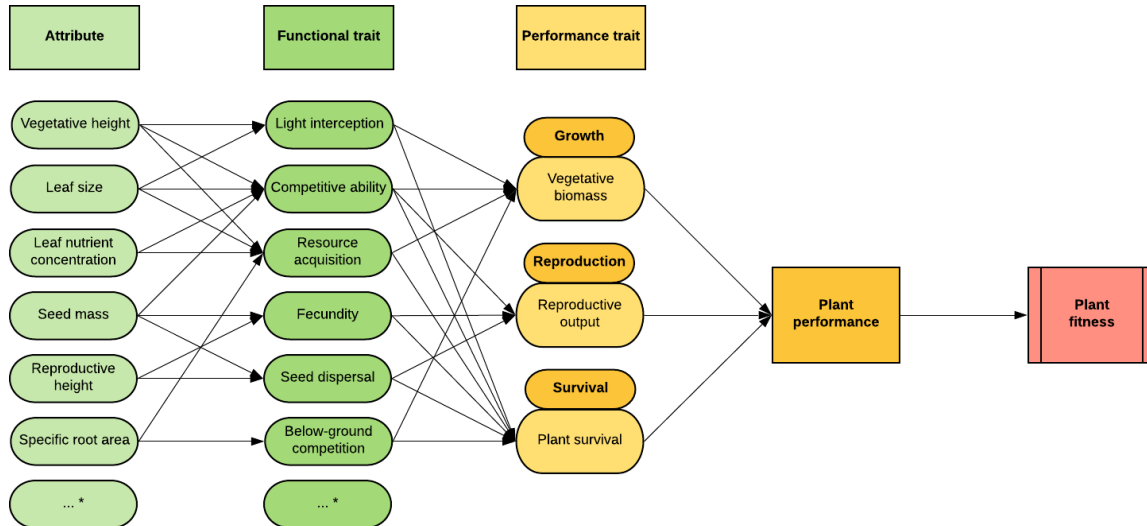 Attribute
Functional trait
Performance trait
Vegetative height
Light interception
Growth
Vegetative
biomass
Leaf size
Competitive ability
Leaf nutrient
concentration
Resource
acquisition
Reproduction
Reproductive
output
Seed mass
Fecundity
Plant
performance
Plant
fitness
Reproductive
height
Seed dispersal
Survival
Plant survival
Specific root area
Below-ground
competition
... *
... *